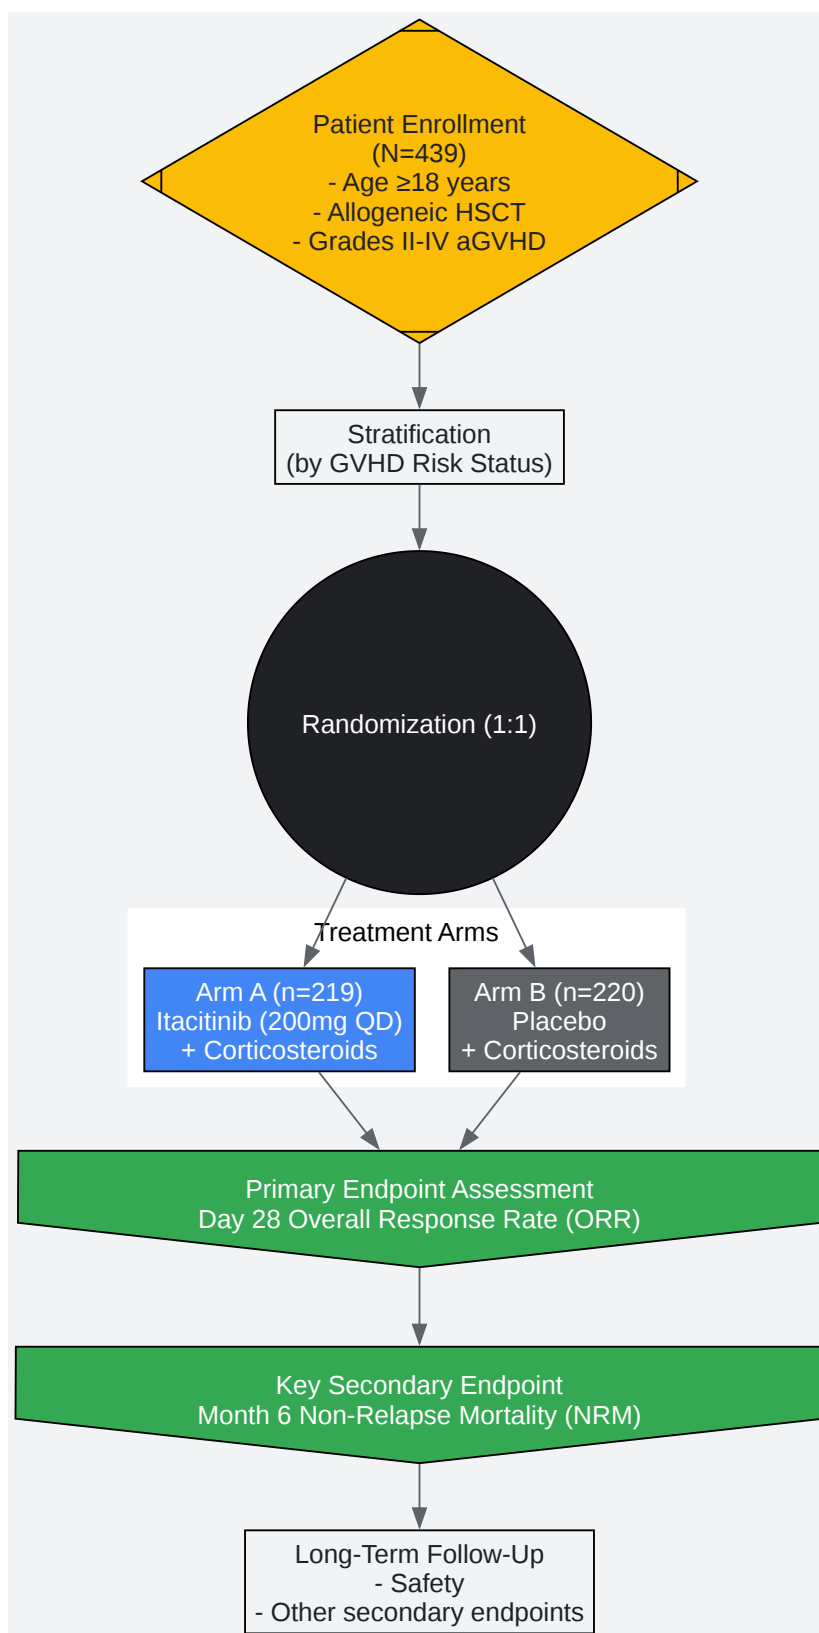 Patient Enrollment
(N=439)
- Age ≥18 years
- Allogeneic HSCT
- Grades II-IV aGVHD
Stratification
(by GVHD Risk Status)
Randomization (1:1)
Treatment Arms
Arm A (n=219)
Itacitinib (200mg QD)
+ Corticosteroids
Arm B (n=220)
Placebo
+ Corticosteroids
Primary Endpoint Assessment
Day 28 Overall Response Rate (ORR)
Key Secondary Endpoint
Month 6 Non-Relapse Mortality (NRM)
Long-Term Follow-Up
- Safety
- Other secondary endpoints